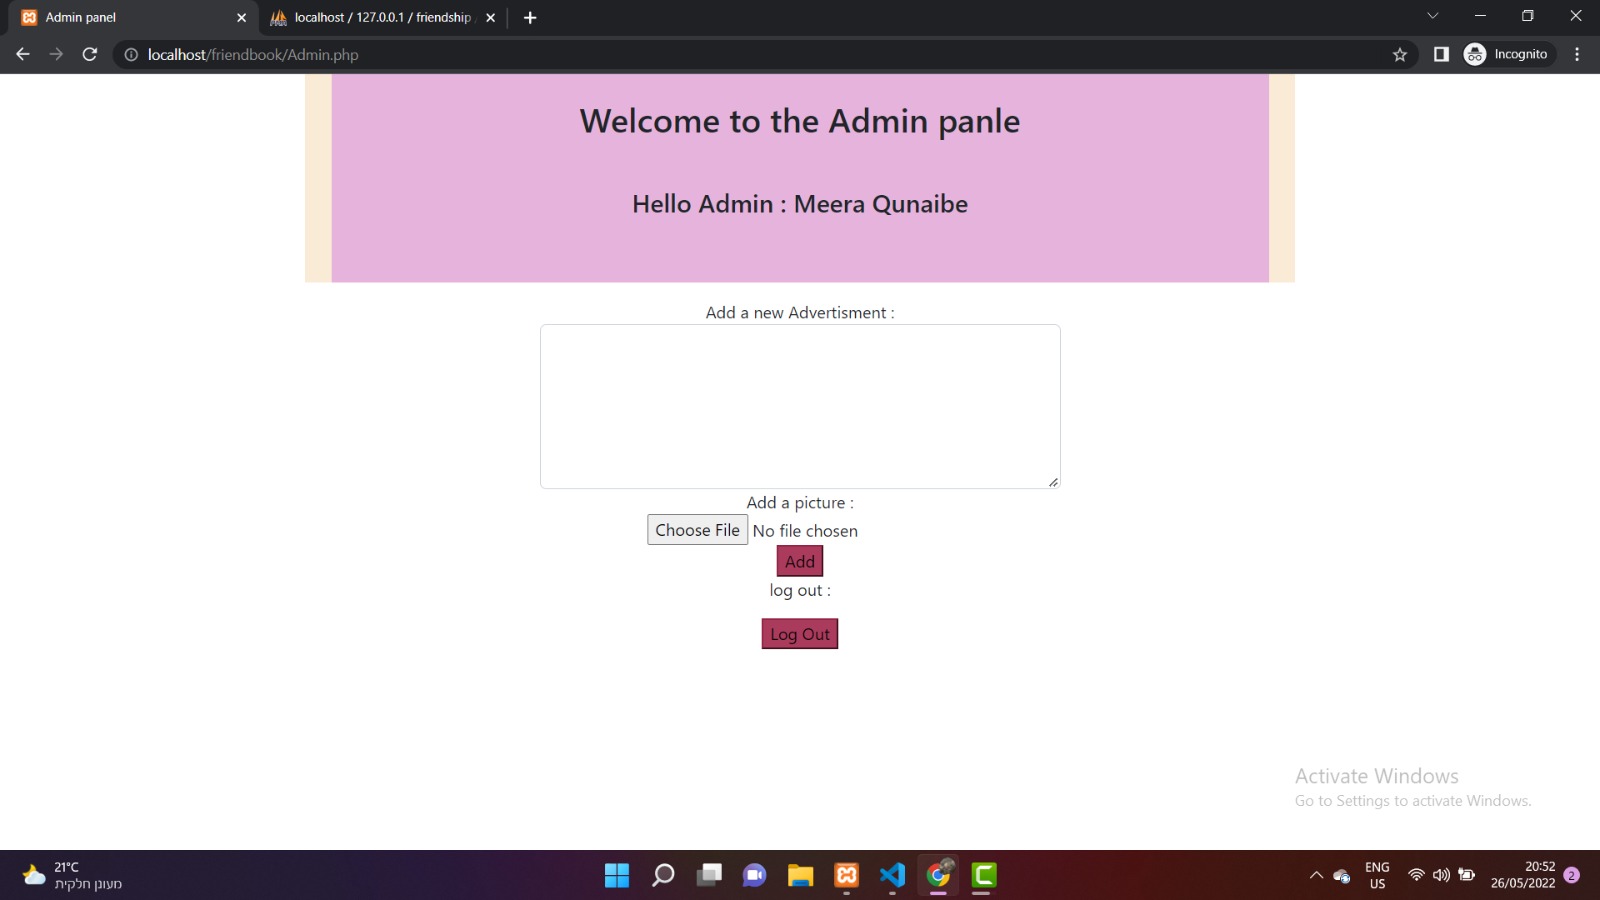 Admin panel
localhost / 127.0.0.1 / friendship
localhost/friendbook/Admin.php
Incognito
Welcome to the Admin panle
Hello Admin : Meera Qunaibe
Add a new Advertisment :
Add a picture :
Choose File No file chosen
Add
log out :
Log Out
Activate Windows
Go to Settings to activate Windows.
21°C
מעונן חלקית
ENG
US
20:52
26/05/2022
2